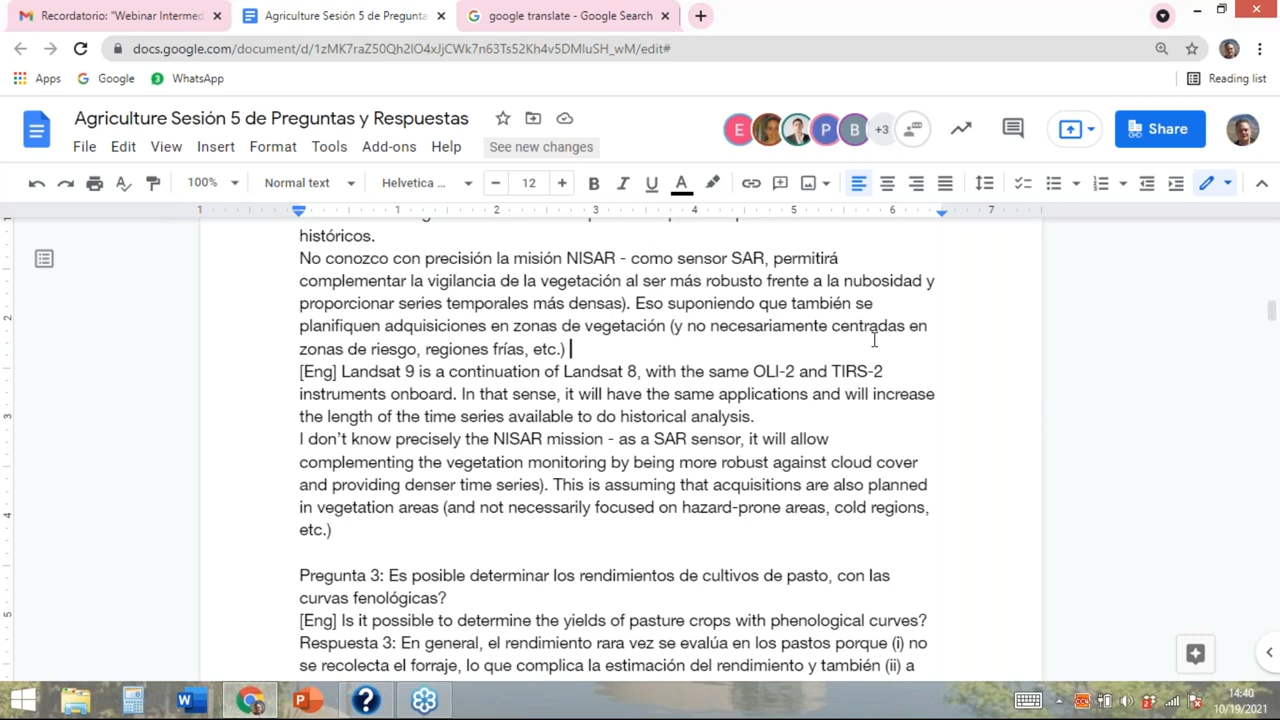 Recordatorio: "Webinar Intermed
Agriculture Sesión 5 de Pregunta
google translate - Google Search
docs.google.com/document/d/1zMK7raZ50Qh2lO4xJjCWk7n63Ts52Kh4v5DMluSH_wM/edit#
Apps
Google
WhatsApp
Reading list
Agriculture Sesión 5 de Preguntas y Respuestas
E
P
B
+3
Share
File Edit View Insert Format Tools Add-ons Help See new changes
100% Normal text Helvetica ... 12
1 1 2 3 4 5 6 7
históricos.
No conozco con precisión la misión NISAR - como sensor SAR, permitirá
complementar la vigilancia de la vegetación al ser más robusto frente a la nubosidad y
proporcionar series temporales más densas). Eso suponiendo que también se
planifiquen adquisiciones en zonas de vegetación (y no necesariamente centradas en
zonas de riesgo, regiones frías, etc.)
[Eng] Landsat 9 is a continuation of Landsat 8, with the same OLI-2 and TIRS-2
instruments onboard. In that sense, it will have the same applications and will increase
the length of the time series available to do historical analysis.
I don't know precisely the NISAR mission - as a SAR sensor, it will allow
complementing the vegetation monitoring by being more robust against cloud cover
and providing denser time series). This is assuming that acquisitions are also planned
in vegetation areas (and not necessarily focused on hazard-prone areas, cold regions,
etc.)
Pregunta 3: Es posible determinar los rendimientos de cultivos de pasto, con las
curvas fenológicas?
[Eng] Is it possible to determine the yields of pasture crops with phenological curves?
Respuesta 3: En general, el rendimiento rara vez se evalúa en los pastos porque (i) no
se recolecta el forraje, lo que complica la estimación del rendimiento y también (ii) a
14:40
10/19/2021